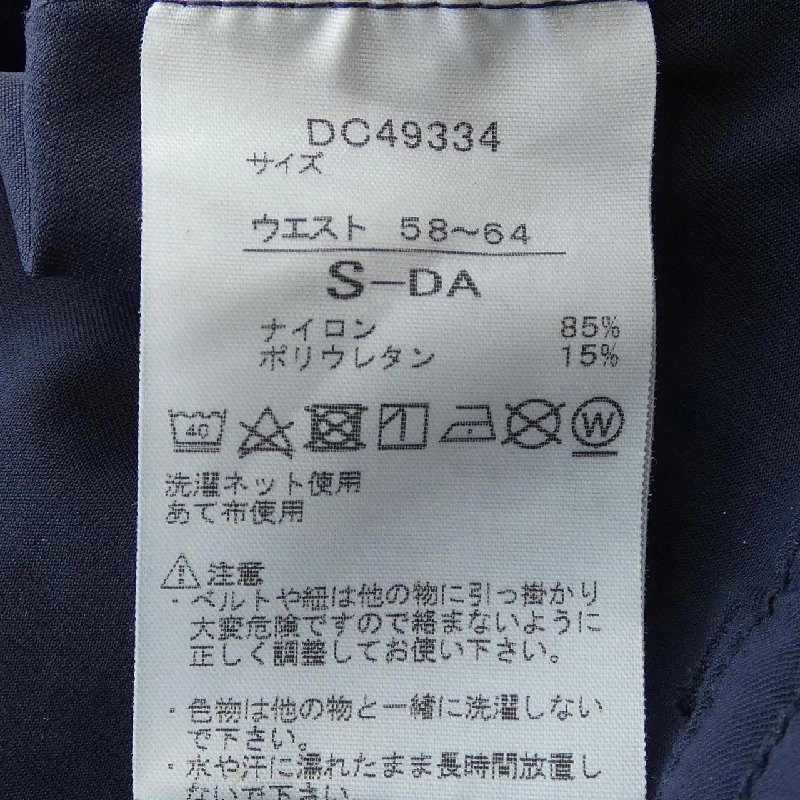 DC49334
サイズ
ウエスト 58〜64
S-DA
ナイロン 85%
ポリウレタン 15%
40
W
洗濯ネット使用
あて布使用
注意
・ベルトや紐は他の物に引っ掛かり
大変危険ですので絡まないように
正しく調整してお使い下さい。
・色物は他の物と一緒に洗濯しない
で下さい。
・水や汗に濡れたまま長時間放置し
ないで下さい